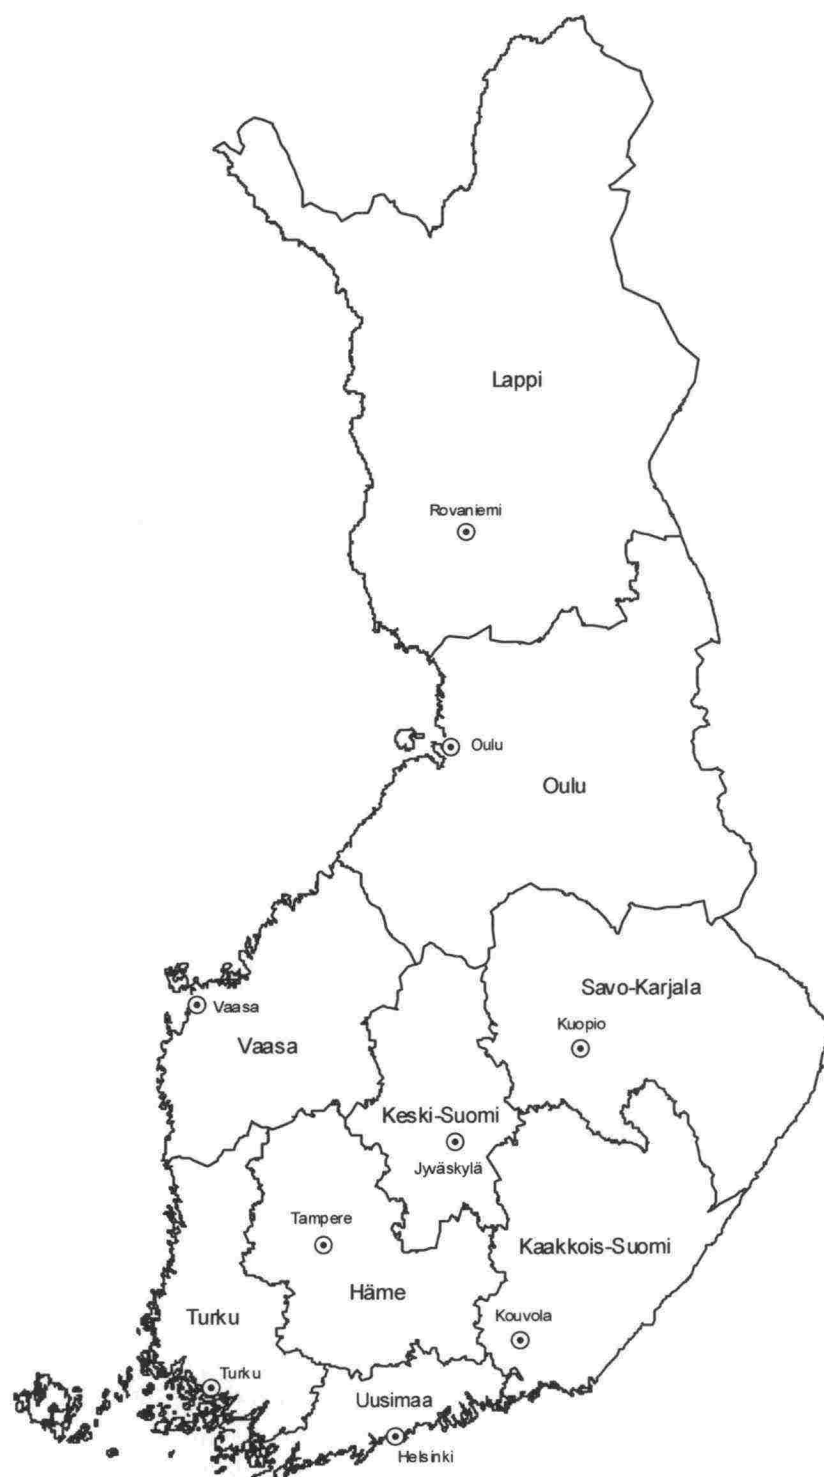 Lappi
Rovaniemi
Oulu
Oulu
Savo-Karjala
Vaasa
Kuopio
Vaasa
Keski-Suomi
Jyväskylä
Tampere
Kaakkois-Suomi
Häme
Turku
Kouvola
Turku
Uusimaa
Helsinki